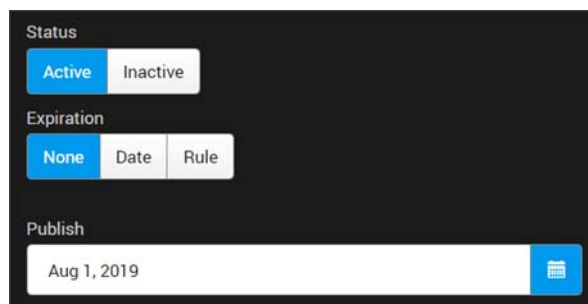 Status
Active Inactive
Expiration
None Date Rule
Publish
Aug 1, 2019